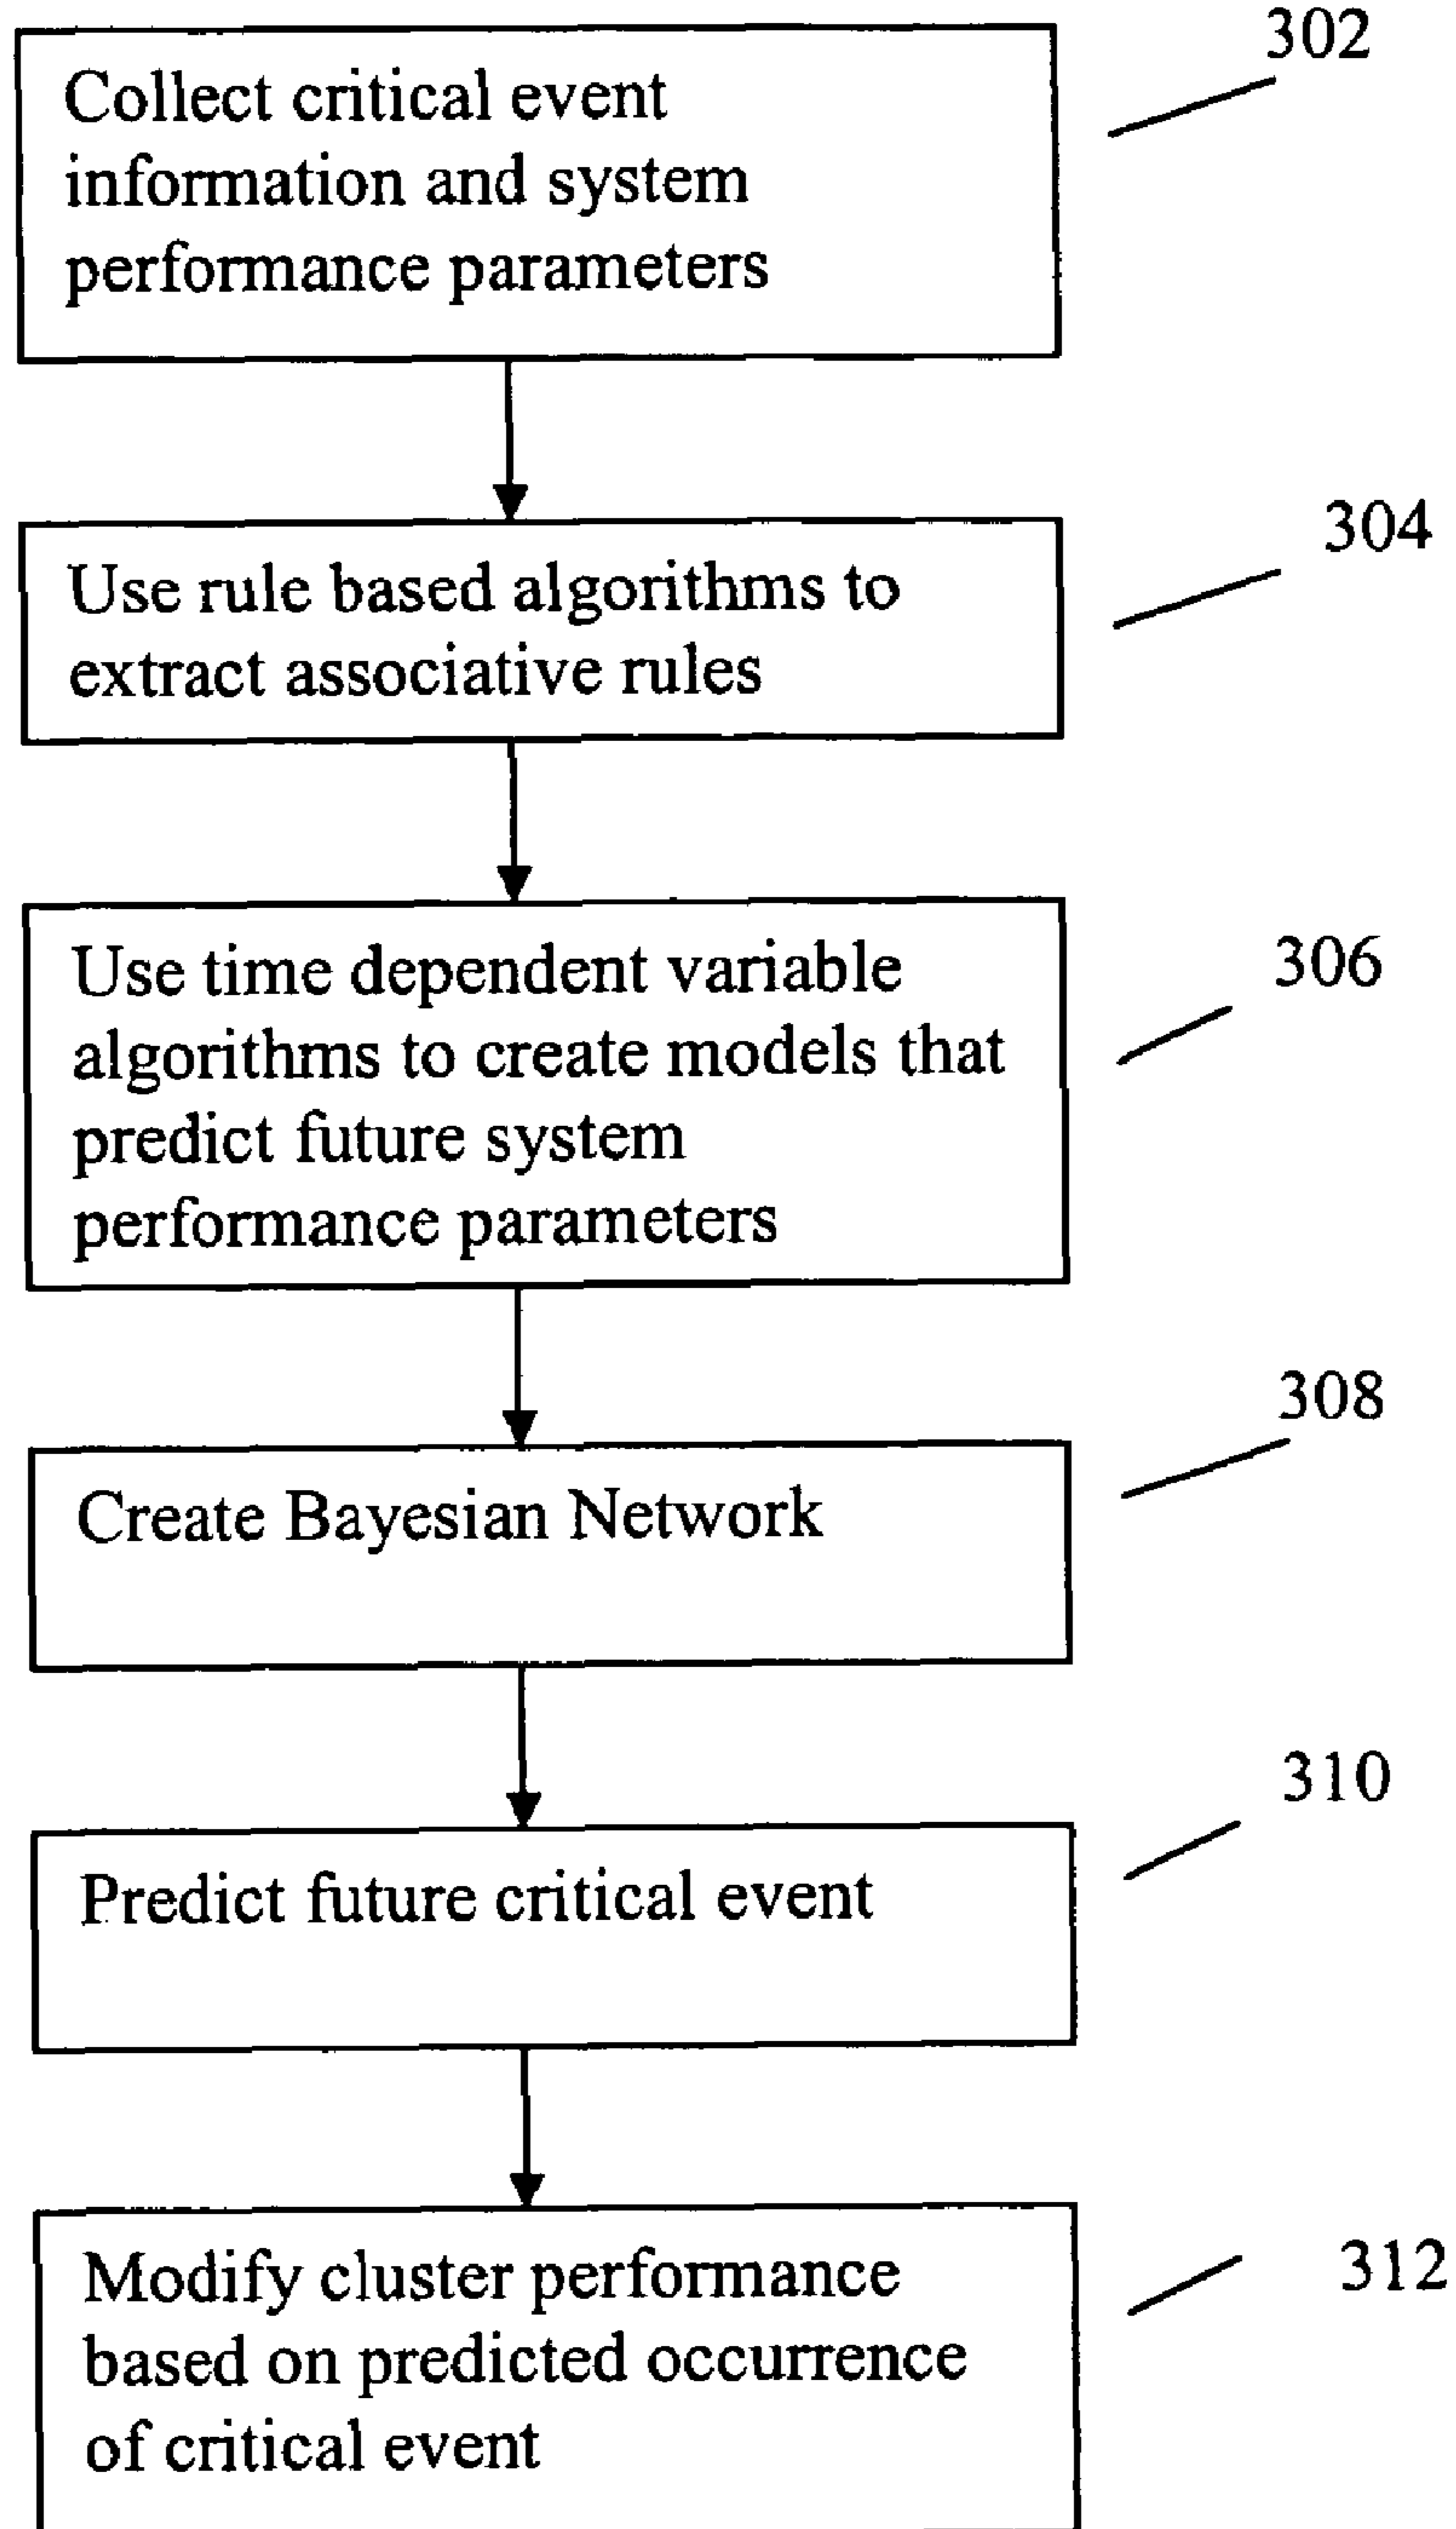 302
Collect critical event
information and system
performance parameters
304
Use rule based algorithms to
extract associative rules
306
Use time dependent variable
algorithms to create models that
predict future system
performance parameters
308
Create Bayesian Network
310
Predict future critical event
312
Modify cluster performance
based on predicted occurrence
of critical event